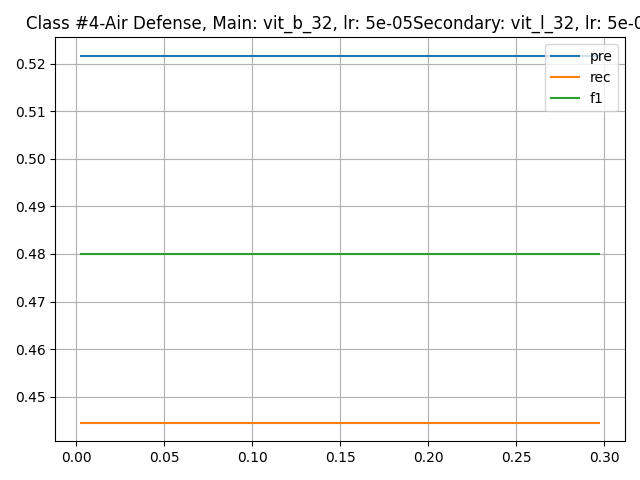 Class #4-Air Defense, Main: vit_b_32, lr: 5e-05Secondary: vit_l_32, lr: 5e-0
pre
rec
f1
0.52
0.51
0.50
0.49
0.48
0.47
0.46
0.45
0.00 0.05 0.10 0.15 0.20 0.25 0.30